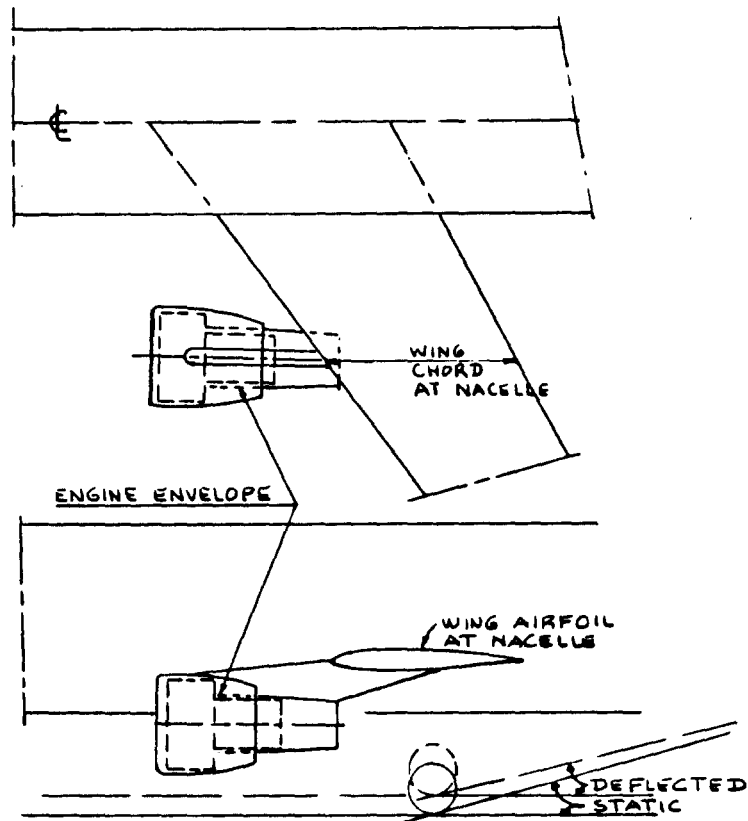 ℄
WING
CHORD
AT NACELLE
ENGINE ENVELOPE
WING AIRFOIL
AT NACELLE
DEFLECTED
STATIC